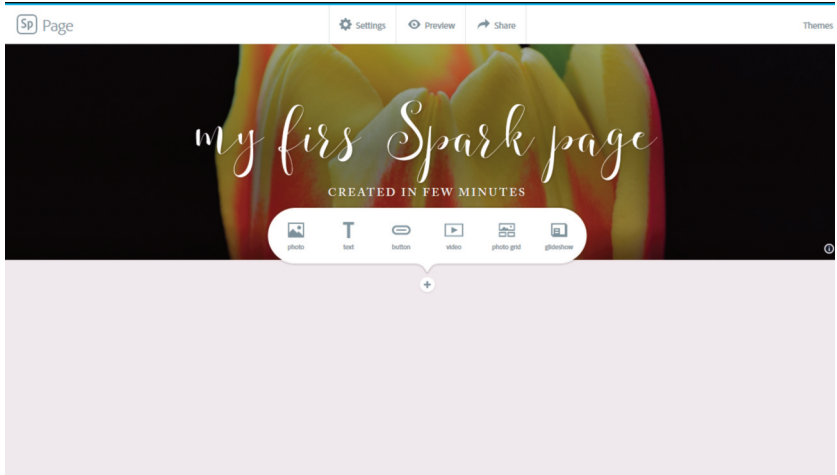 Sp Page
Settings
Preview
Share
Themes
my firs Spark page
CREATED IN FEW MINUTES
photo
text
button
video
photo grid
glideshow